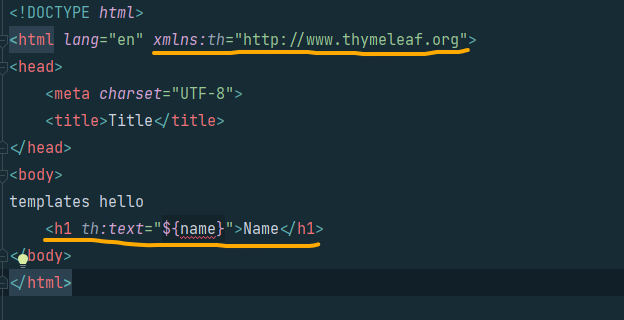 <!DOCTYPE html>
<html lang="en" xmlns:th="http://www.thymeleaf.org">
<head>
    <meta charset="UTF-8">
    <title>Title</title>
</head>
<body>
templates hello
    <h1 th:text="${name}">Name</h1>
</body>
</html>